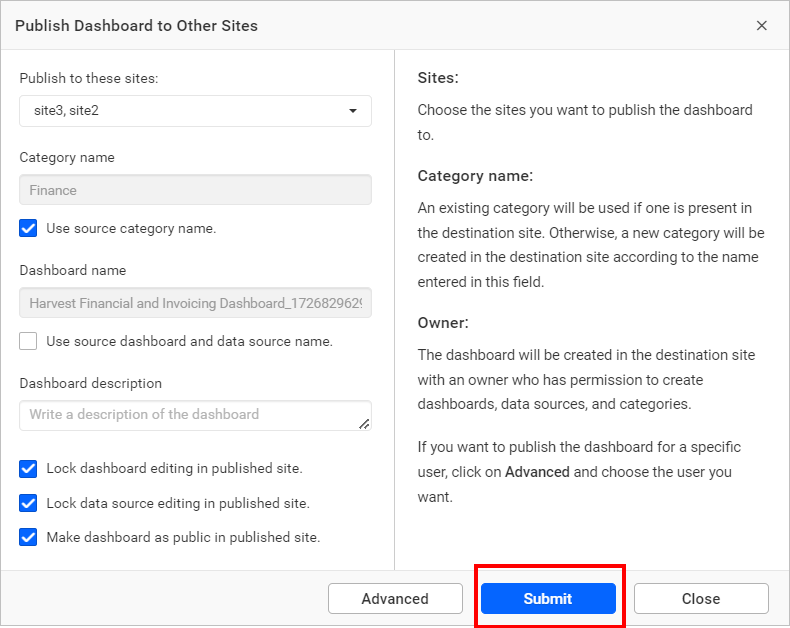 Publish Dashboard to Other Sites
Publish to these sites:
site3, site2
Category name
Finance
Use source category name.
Dashboard name
Harvest Financial and Invoicing Dashboard_1726829629
Use source dashboard and data source name.
Dashboard description
Write a description of the dashboard
Lock dashboard editing in published site.
Lock data source editing in published site.
Make dashboard as public in published site.
Sites:
Choose the sites you want to publish the dashboard
to.
Category name:
An existing category will be used if one is present in
the destination site. Otherwise, a new category will be
created in the destination site according to the name
entered in this field.
Owner:
The dashboard will be created in the destination site
with an owner who has permission to create
dashboards, data sources, and categories.
If you want to publish the dashboard for a specific
user, click on Advanced and choose the user you
want.
Advanced
Submit
Close